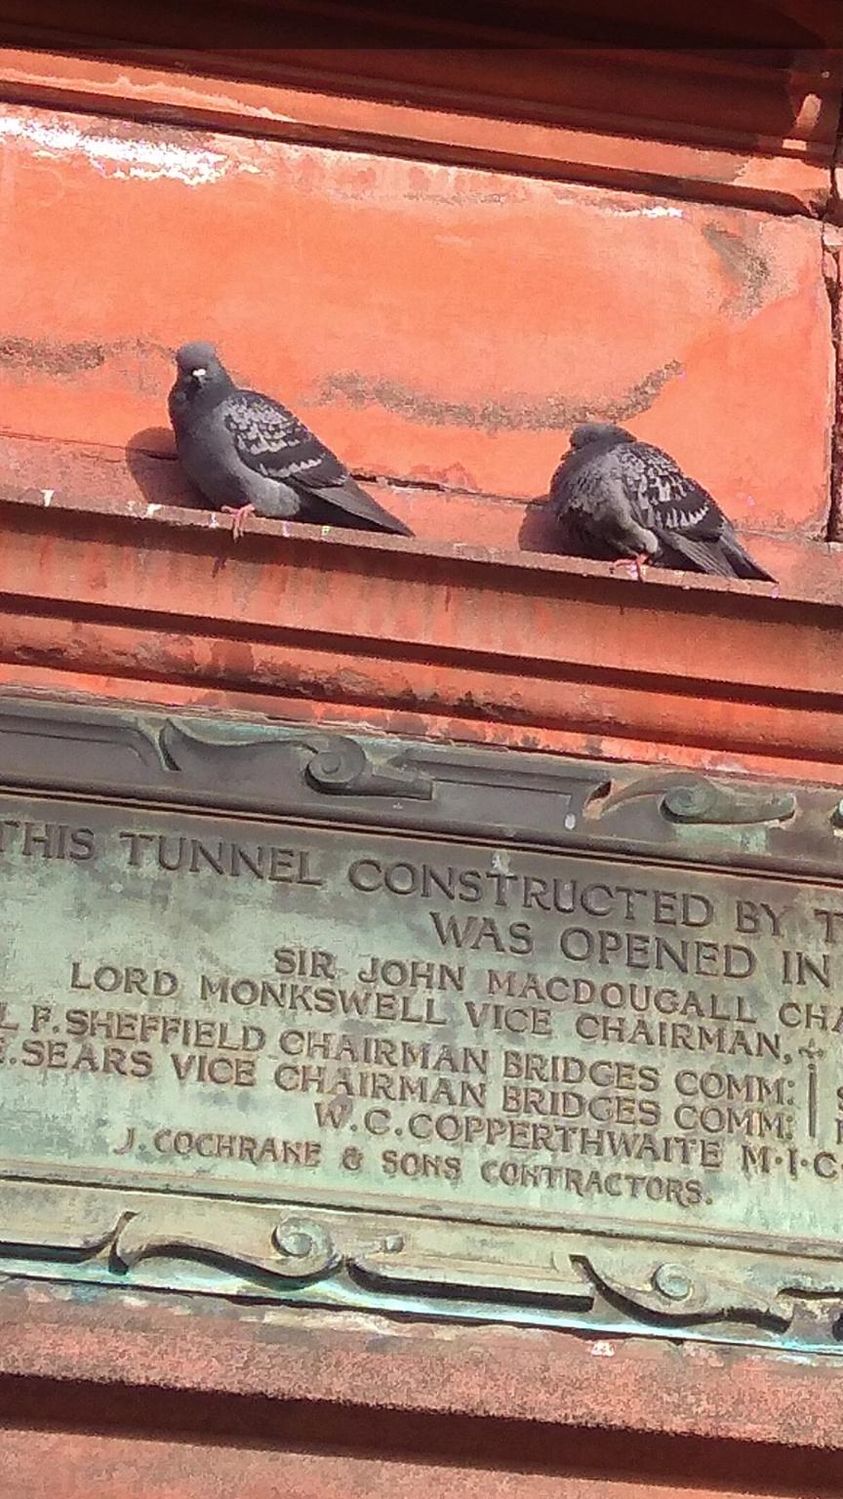 THIS TUNNEL CONSTRUCTED BY
WAS OPENED IN
SIR JOHN MACDOUGALL
LORD MONKSWELL VICE CHAIRMAN,
F. SHEFFIELD CHAIRMAN BRIDGES COMM:
E. SEARS VICE CHAIRMAN BRIDGES COMM:
W. C. COPPERTHWAITE M·I·C·
J. COCHRANE & SONS CONTRACTORS.